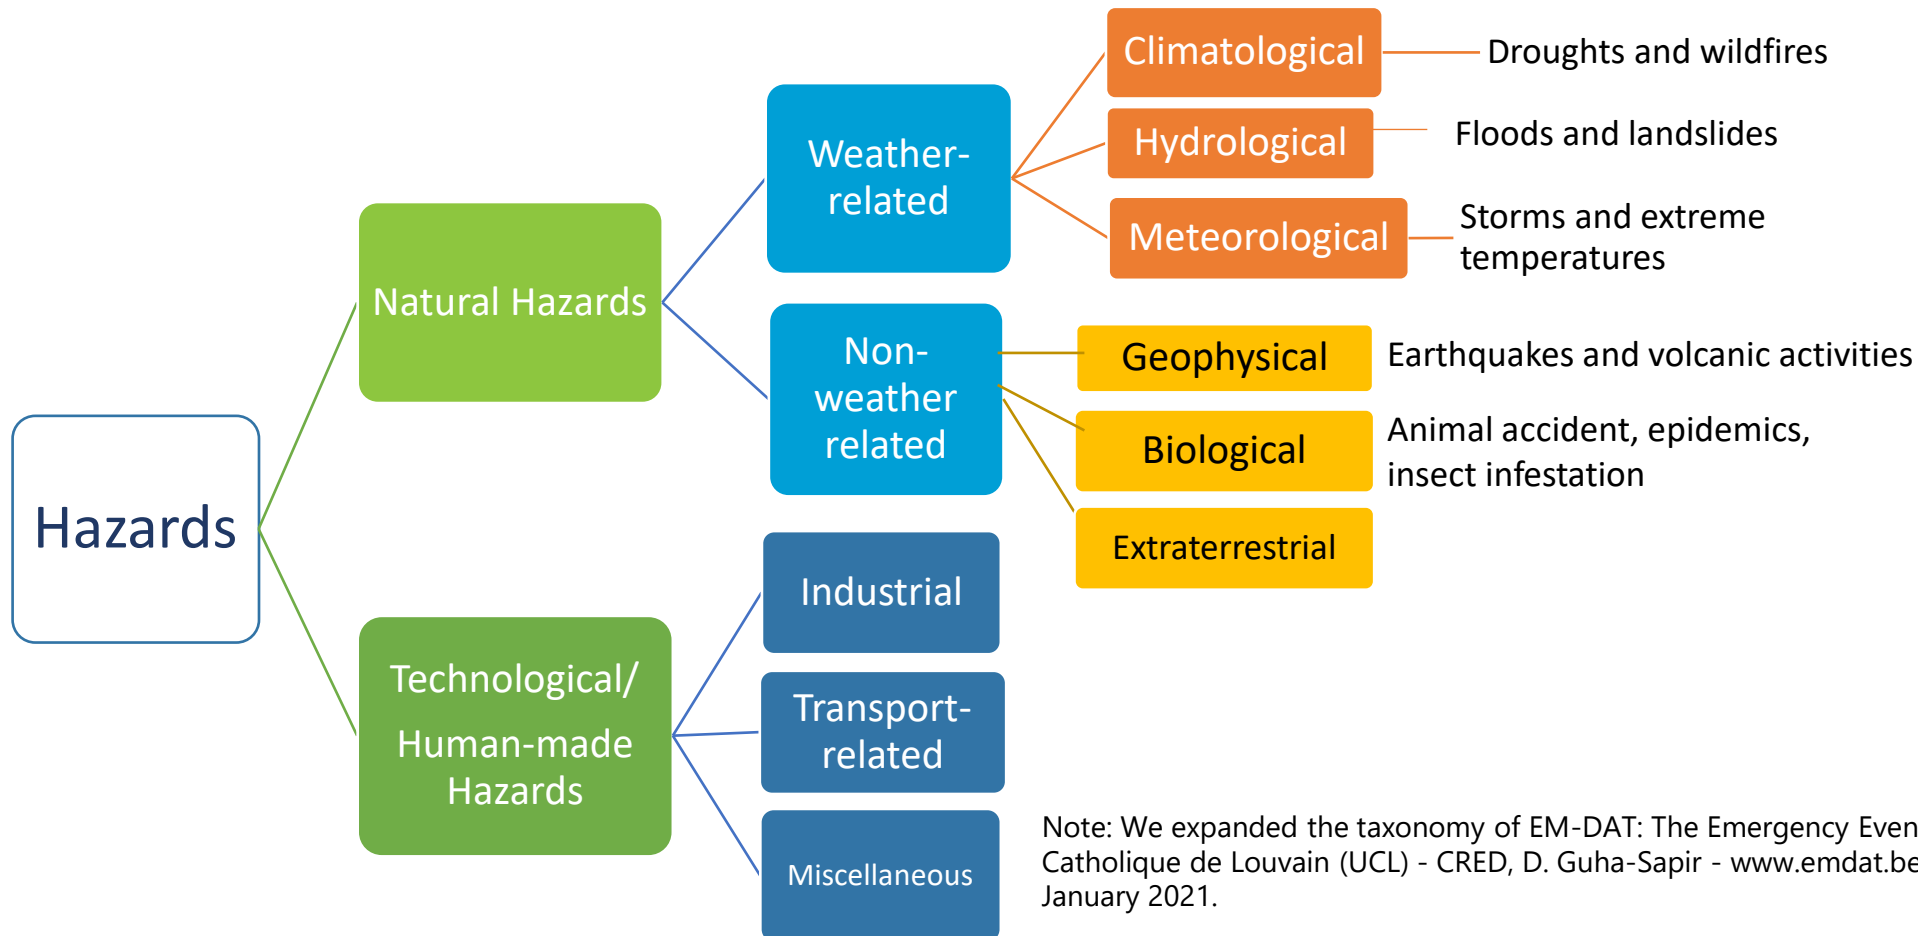 Hazards
Natural Hazards
Technological/
Human-made
Hazards
Weather-
related
Non-
weather
related
Industrial
Transport-
related
Miscellaneous
Climatological
Droughts and wildfires
Hydrological
Floods and landslides
Meteorological
Storms and extreme
temperatures
Geophysical
Earthquakes and volcanic activities
Biological
Animal accident, epidemics,
insect infestation
Extraterrestrial
Note: We expanded the taxonomy of EM-DAT: The Emergency Even
Catholique de Louvain (UCL) - CRED, D. Guha-Sapir - www.emdat.be
January 2021.